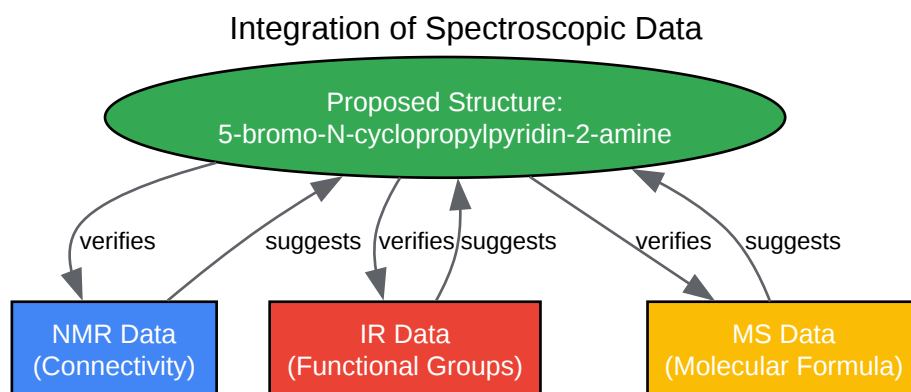 Integration of Spectroscopic Data
Proposed Structure:
5-bromo-N-cyclopropylpyridin-2-amine
verifies
suggests
verifies
suggests
verifies
suggests
NMR Data
(Connectivity)
IR Data
(Functional Groups)
MS Data
(Molecular Formula)